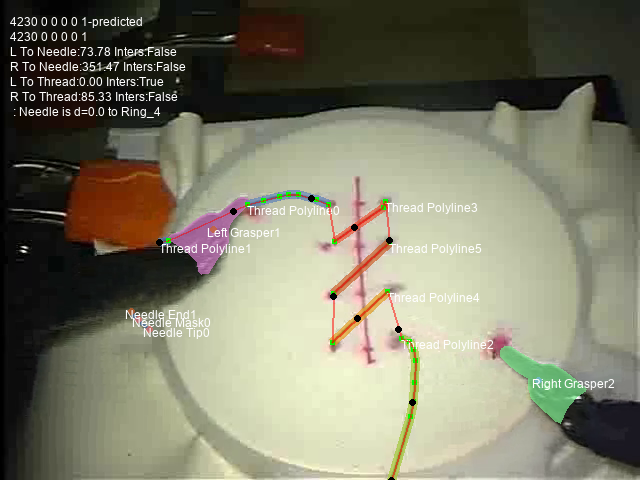 4230 0 0 0 0 1-predicted
4230 0 0 0 0 1
L To Needle:73.78 Inters:False
R To Needle:351.47 Inters:False
L To Thread:0.00 Inters:True
R To Thread:85.33 Inters:False
: Needle is d=0.0 to Ring_4
Thread Polyline0
Thread Polyline3
Left Grasper1
Thread Polyline1
Thread Polyline5
Thread Polyline4
Needle End1
Needle Mask0
Needle Tip0
Thread Polyline2
Right Grasper2